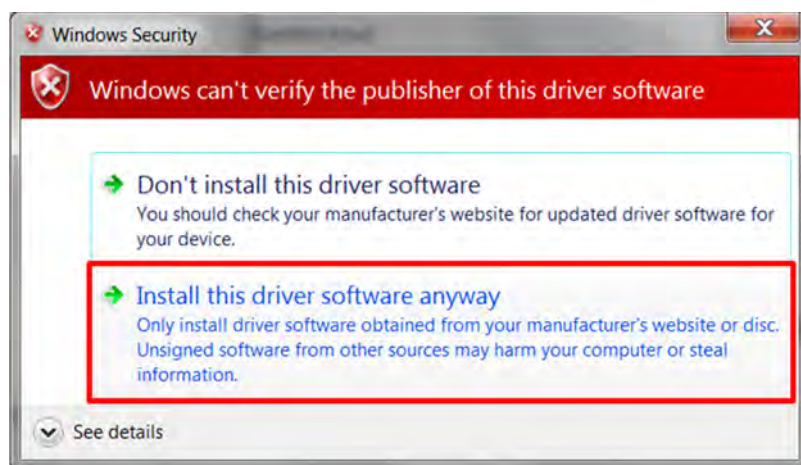 Windows Security
Windows can't verify the publisher of this driver software
Don't install this driver software
You should check your manufacturer's website for updated driver software for
your device.
Install this driver software anyway
Only install driver software obtained from your manufacturer's website or disc.
Unsigned software from other sources may harm your computer or steal
information.
See details